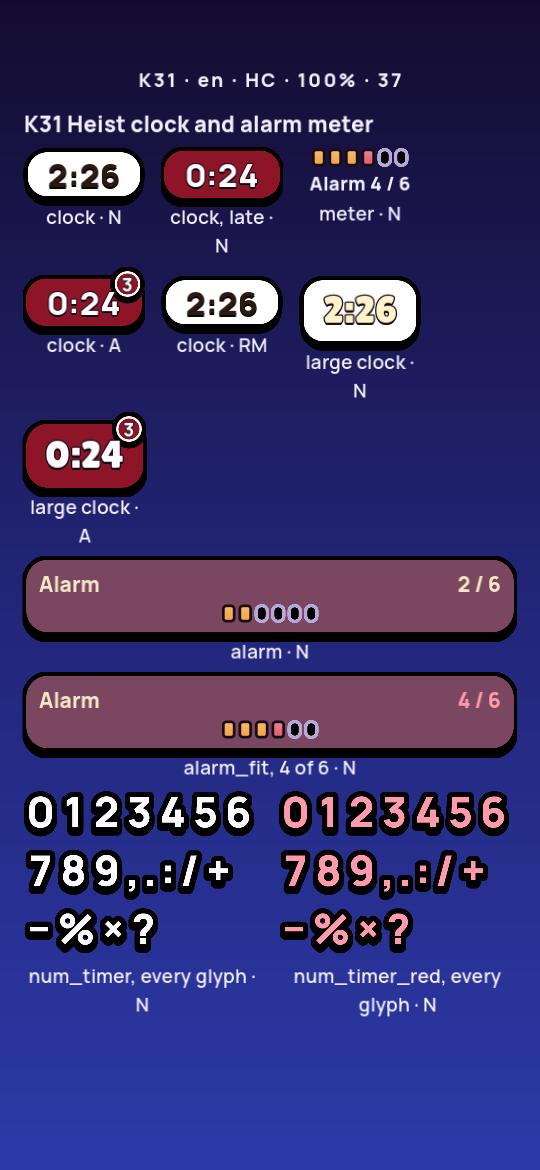 K31 · en · HC · 100% · 37
K31 Heist clock and alarm meter
2:26
clock · N
0:24
clock, late ·
N
Alarm 4 / 6
meter · N
0:24
3
clock · A
2:26
clock · RM
2:26
large clock ·
N
0:24
3
large clock ·
A
Alarm 2 / 6
alarm · N
Alarm 4 / 6
alarm_fit, 4 of 6 · N
0123456
789,.:/+
−%×?
num_timer, every glyph ·
N
0123456
789,.:/+
−%×?
num_timer_red, every
glyph · N